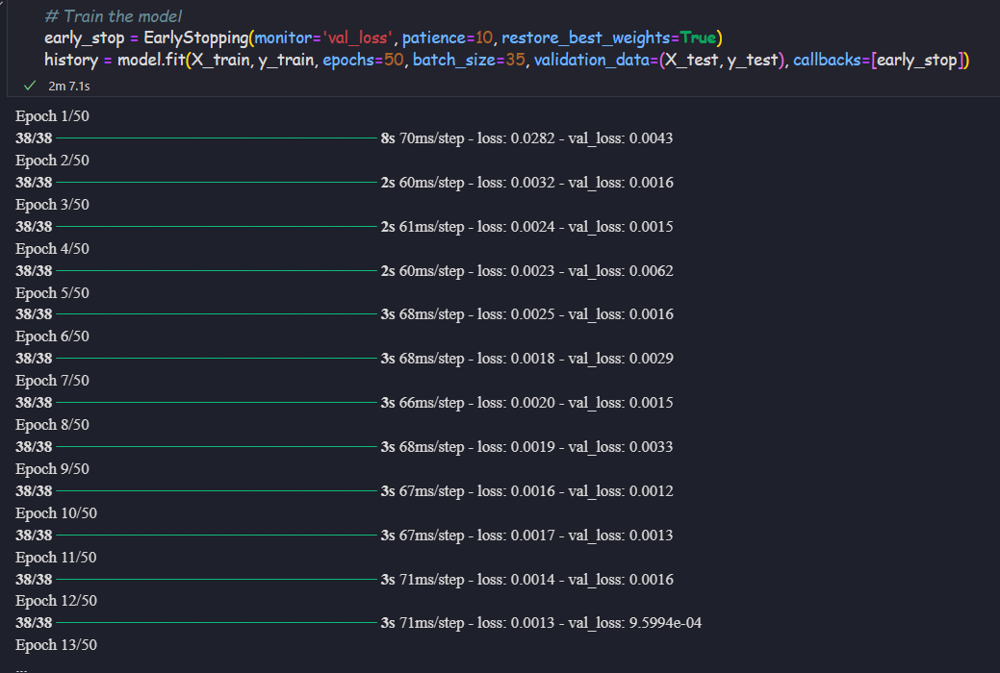 # Train the model
early_stop = EarlyStopping(monitor='val_loss', patience=10, restore_best_weights=True)
history = model.fit(X_train, y_train, epochs=50, batch_size=35, validation_data=(X_test, y_test), callbacks=[early_stop])
✓ 2m 7.1s
Epoch 1/50
38/38 ━━━━━━━━━━ 8s 70ms/step - loss: 0.0282 - val_loss: 0.0043
Epoch 2/50
38/38 ━━━━━━━━━━ 2s 60ms/step - loss: 0.0032 - val_loss: 0.0016
Epoch 3/50
38/38 ━━━━━━━━━━ 2s 61ms/step - loss: 0.0024 - val_loss: 0.0015
Epoch 4/50
38/38 ━━━━━━━━━━ 2s 60ms/step - loss: 0.0023 - val_loss: 0.0062
Epoch 5/50
38/38 ━━━━━━━━━━ 3s 68ms/step - loss: 0.0025 - val_loss: 0.0016
Epoch 6/50
38/38 ━━━━━━━━━━ 3s 68ms/step - loss: 0.0018 - val_loss: 0.0029
Epoch 7/50
38/38 ━━━━━━━━━━ 3s 66ms/step - loss: 0.0020 - val_loss: 0.0015
Epoch 8/50
38/38 ━━━━━━━━━━ 3s 68ms/step - loss: 0.0019 - val_loss: 0.0033
Epoch 9/50
38/38 ━━━━━━━━━━ 3s 67ms/step - loss: 0.0016 - val_loss: 0.0012
Epoch 10/50
38/38 ━━━━━━━━━━ 3s 67ms/step - loss: 0.0017 - val_loss: 0.0013
Epoch 11/50
38/38 ━━━━━━━━━━ 3s 71ms/step - loss: 0.0014 - val_loss: 0.0016
Epoch 12/50
38/38 ━━━━━━━━━━ 3s 71ms/step - loss: 0.0013 - val_loss: 9.5994e-04
Epoch 13/50
...